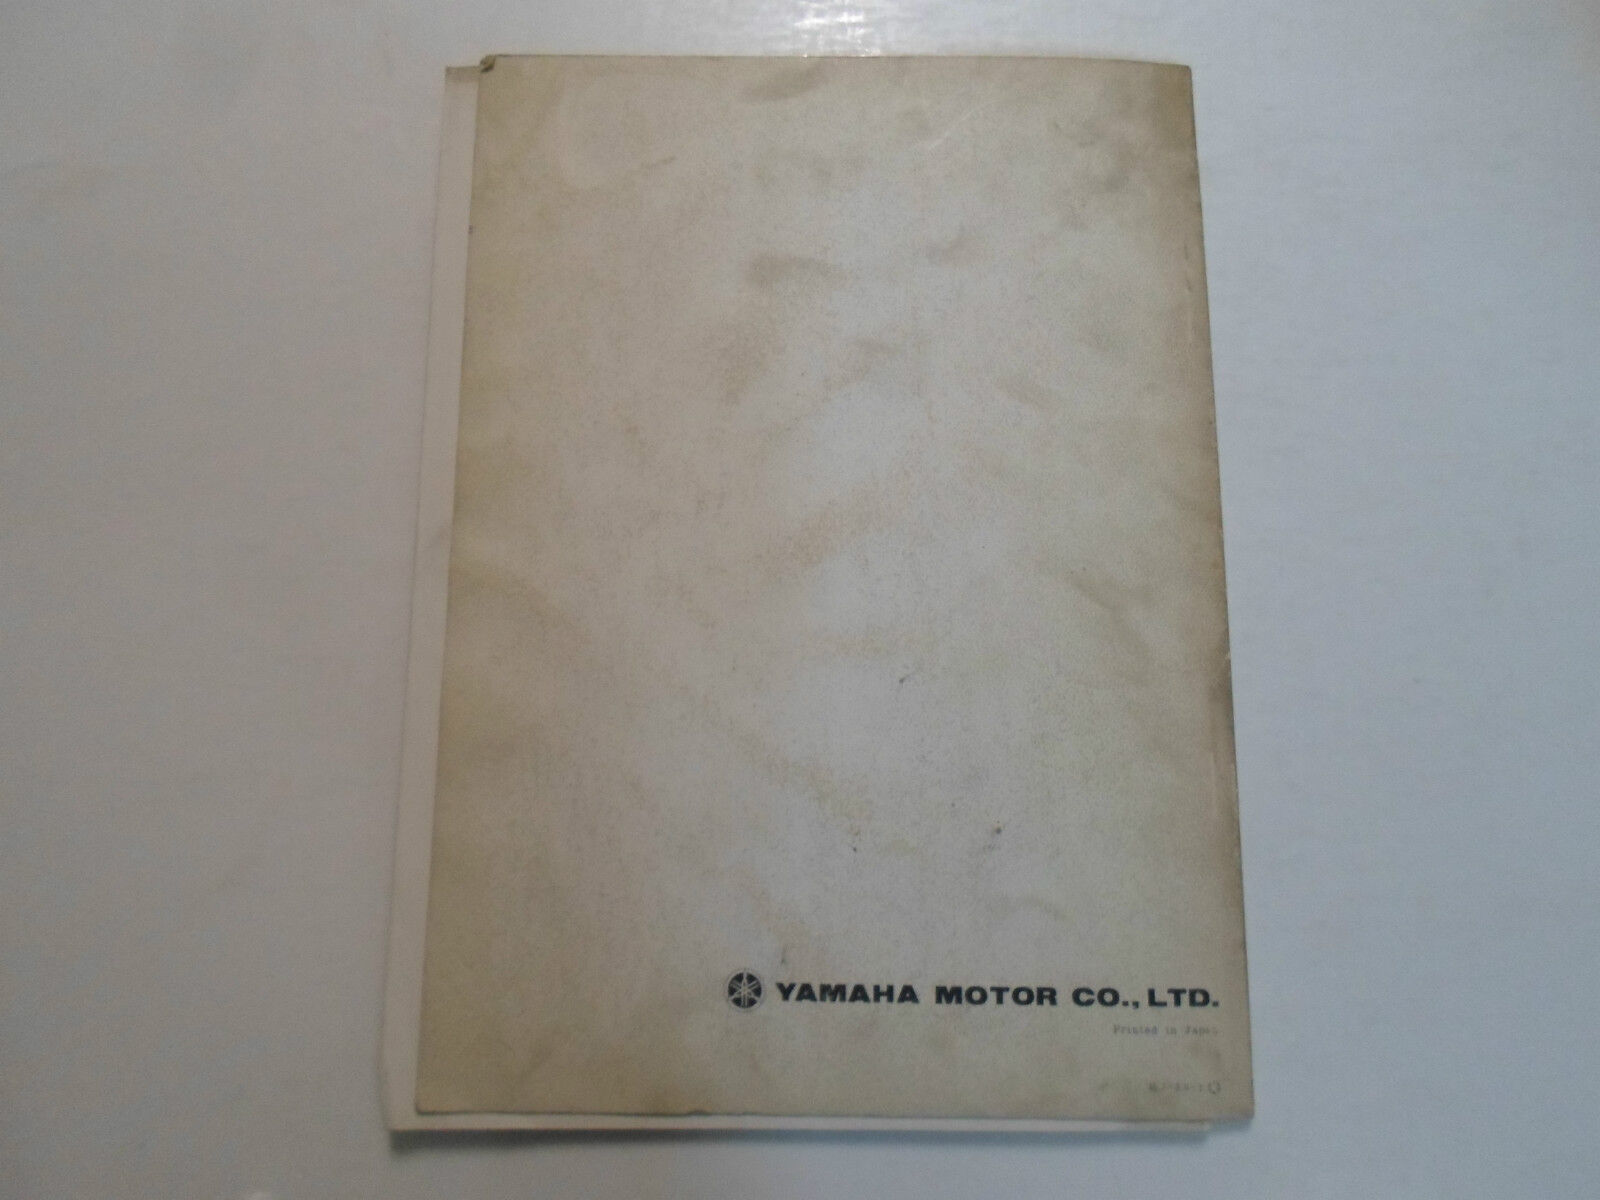 YAMAHA MOTOR CO., LTD.
Printed in Japan